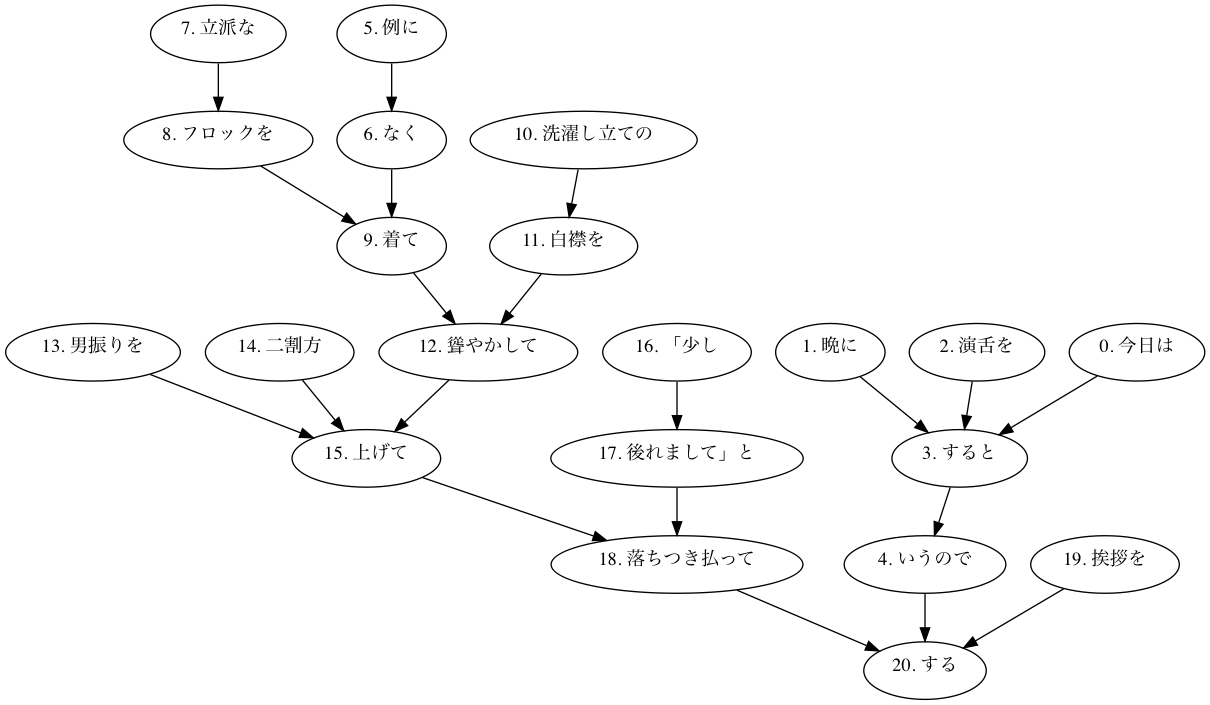 7. 立派な
5. 例に
8. フロックを
6. なく
10. 洗濯し立ての
9. 着て
11. 白襟を
13. 男振りを
14. 二割方
12. 聳やかして
16. 「少し
1. 晩に
2. 演舌を
0. 今日は
15. 上げて
17. 後れまして」と
3. すると
18. 落ちつき払って
4. いうので
19. 挨拶を
20. する